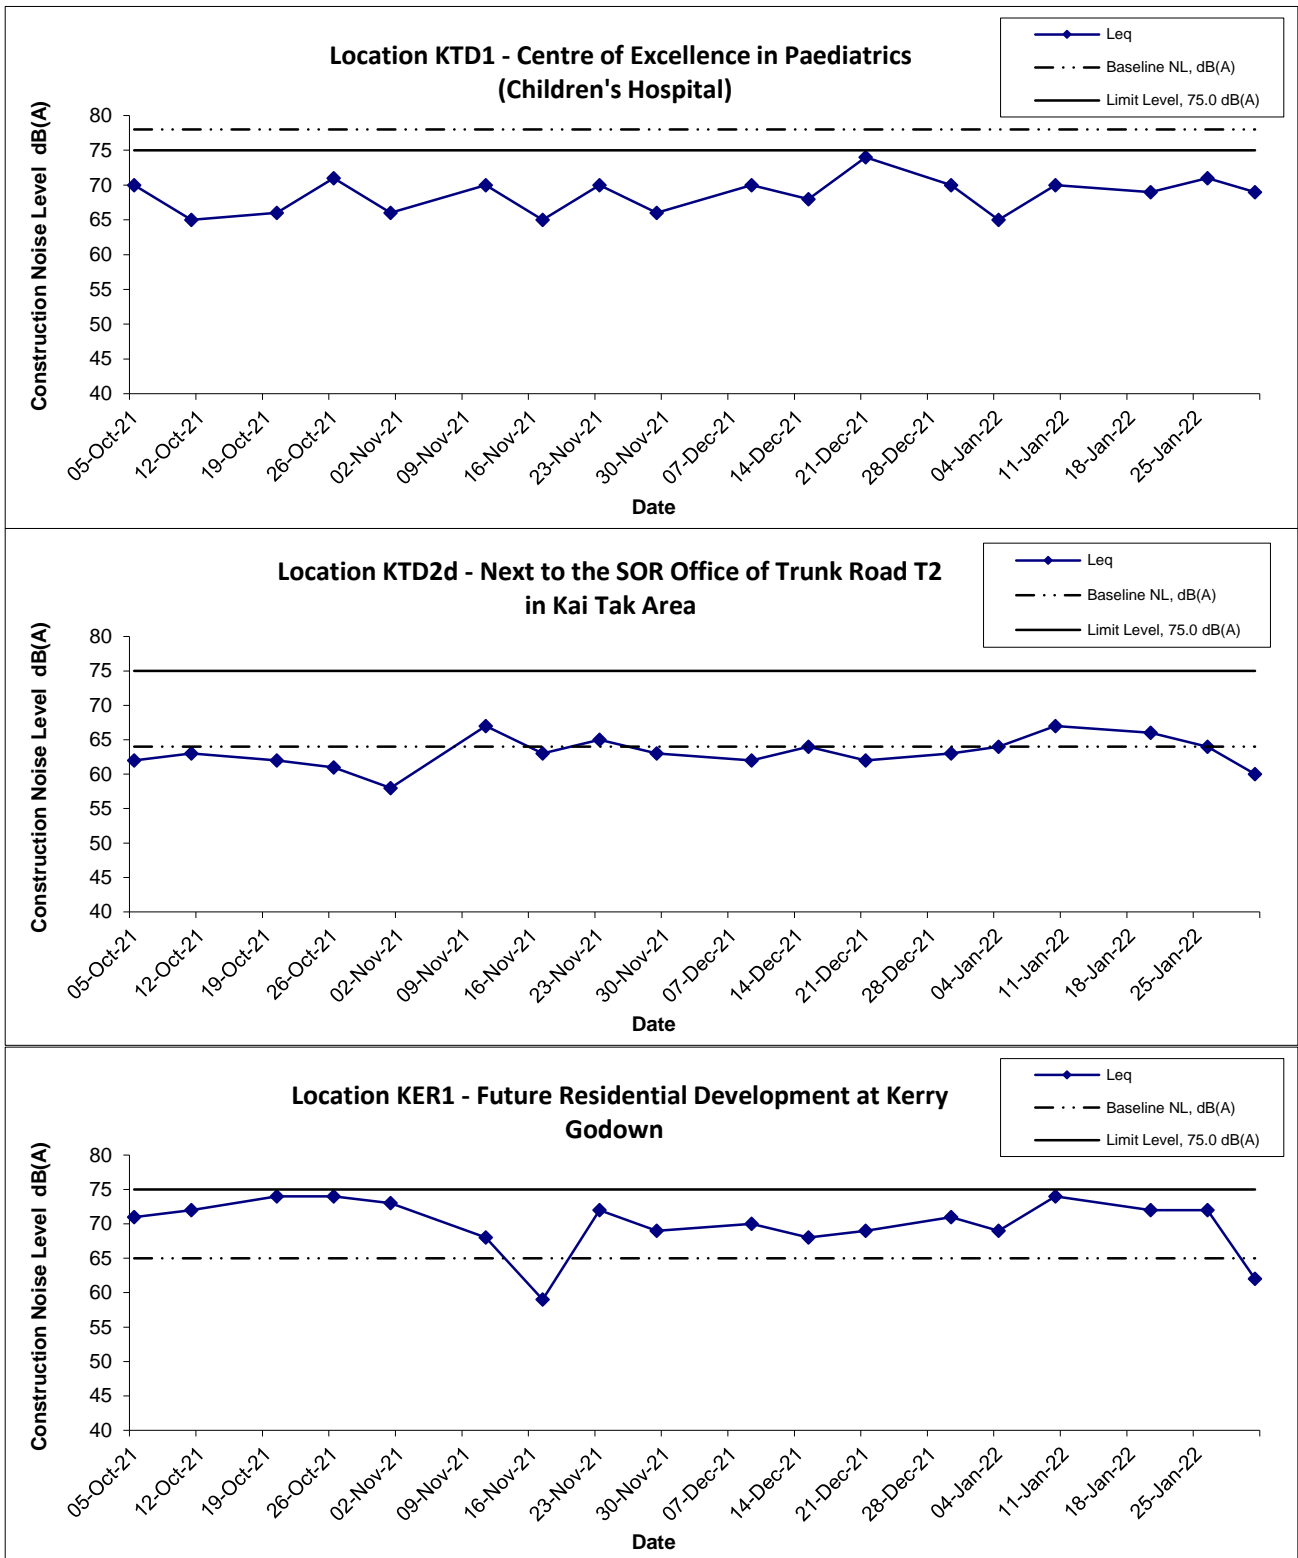 Location KTD1 - Centre of Excellence in Paediatrics
(Children's Hospital)
Leq
Baseline NL, dB(A)
Limit Level, 75.0 dB(A)
Construction Noise Level dB(A)
80
75
70
65
60
55
50
45
40
05-Oct-21
12-Oct-21
19-Oct-21
26-Oct-21
02-Nov-21
09-Nov-21
16-Nov-21
23-Nov-21
30-Nov-21
07-Dec-21
14-Dec-21
21-Dec-21
28-Dec-21
04-Jan-22
11-Jan-22
18-Jan-22
25-Jan-22
Date
Location KTD2d - Next to the SOR Office of Trunk Road T2
in Kai Tak Area
Leq
Baseline NL, dB(A)
Limit Level, 75.0 dB(A)
Construction Noise Level dB(A)
80
75
70
65
60
55
50
45
40
05-Oct-21
12-Oct-21
19-Oct-21
26-Oct-21
02-Nov-21
09-Nov-21
16-Nov-21
23-Nov-21
30-Nov-21
07-Dec-21
14-Dec-21
21-Dec-21
28-Dec-21
04-Jan-22
11-Jan-22
18-Jan-22
25-Jan-22
Date
Location KER1 - Future Residential Development at Kerry
Godown
Leq
Baseline NL, dB(A)
Limit Level, 75.0 dB(A)
Construction Noise Level dB(A)
80
75
70
65
60
55
50
45
40
05-Oct-21
12-Oct-21
19-Oct-21
26-Oct-21
02-Nov-21
09-Nov-21
16-Nov-21
23-Nov-21
30-Nov-21
07-Dec-21
14-Dec-21
21-Dec-21
28-Dec-21
04-Jan-22
11-Jan-22
18-Jan-22
25-Jan-22
Date